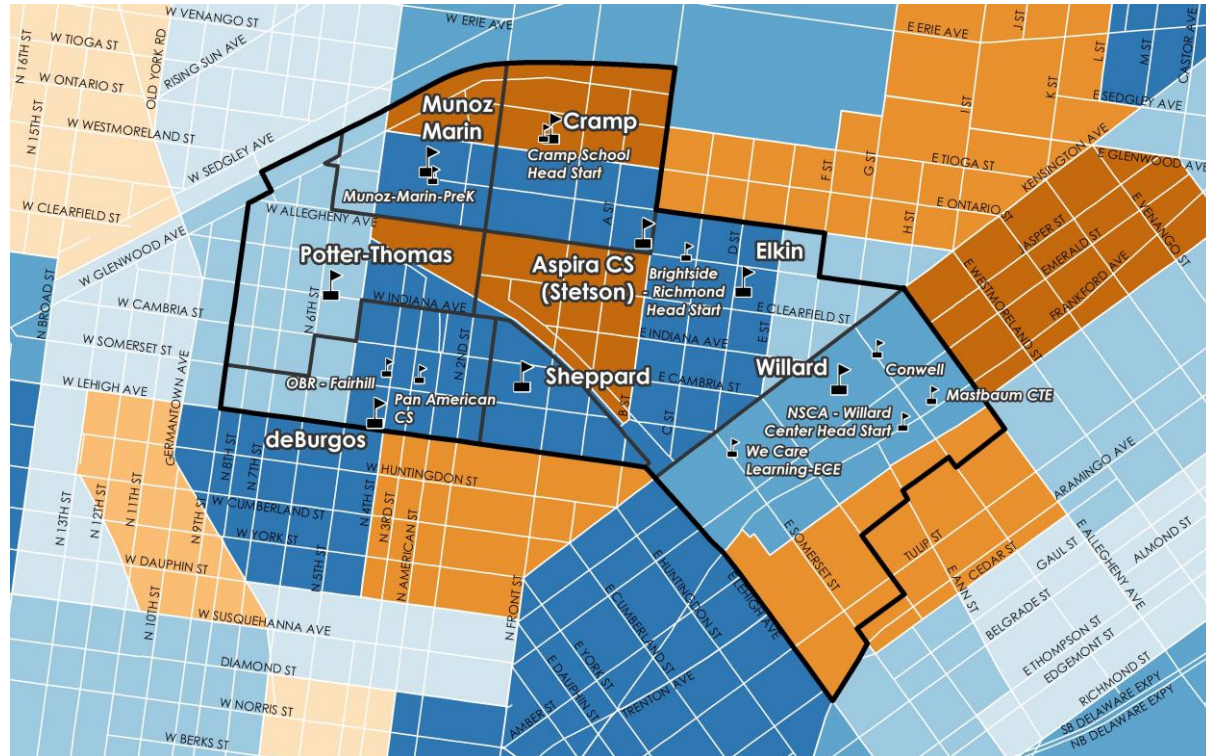 W VENANGO ST
W ERIE AVE
W TIOGA ST
RISING SUN AVE
OLD YORK RD
N 16TH ST
W ONTARIO ST
N 15TH ST
W WESTMORELAND ST
W SEDGLEY AVE
W CLEARFIELD ST
W ALLEGHENY AVE
W GLENWOOD AVE
N BROAD ST
W CAMBRIA ST
N 6TH ST
W INDIANA AVE
W SOMERSET ST
N 2ND ST
W LEHIGH AVE
GERMANTOWN AVE
Munoz
Marin
Munoz-Marin-PreK
Cramp
Cramp School
Head Start
Potter-Thomas
Aspira CS
(Stetson)
Brightside
- Richmond
Head Start
Elkin
Sheppard
Willard
Conwell
Mastbaum CTE
NSCA - Willard
Center Head Start
We Care
Learning-ECE
OBR - Fairhill
Pan American
CS
deBurgos
A ST
B ST
C ST
D ST
E ST
F ST
G ST
H ST
I ST
J ST
K ST
L ST
M ST
CASTOR AVE
E ERIE AVE
E SEDGLEY AVE
E TIOGA ST
KENSINGTON AVE
E GLENWOOD AVE
E ONTARIO ST
E VENANGO ST
JASPER ST
EMERALD ST
FRANKFORD AVE
E WESTMORELAND ST
E CLEARFIELD ST
E INDIANA AVE
E CAMBRIA ST
N 8TH ST
N 7TH ST
W HUNTINGDON ST
N 4TH ST
N 3RD ST
N AMERICAN ST
W CUMBERLAND ST
W YORK ST
N 5TH ST
N 9TH ST
N 11TH ST
N 12TH ST
N 13TH ST
W DAUPHIN ST
N 10TH ST
W SUSQUEHANNA AVE
N FRONT ST
DIAMOND ST
W NORRIS ST
W BERKS ST
E HUNTINGDON ST
E CUMBERLAND ST
E YORK ST
E DAUPHIN ST
TRENTON AVE
AMBER ST
E LEHIGH AVE
E SOMERSET ST
TULIP ST
CEDAR ST
E ANN ST
ARAMINGO AVE
GAUL ST
BELGRADE ST
E ALLEGHENY AVE
ALMOND ST
E THOMPSON ST
EDGEMONT ST
RICHMOND ST
SB DELAWARE EXPY
NB DELAWARE EXPY